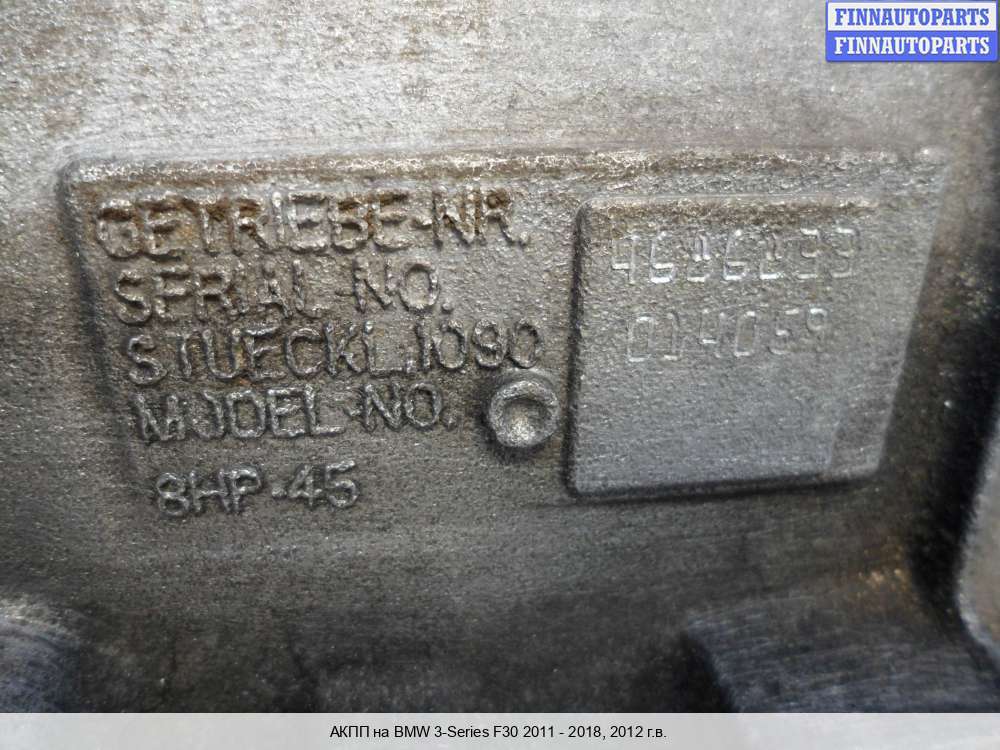 FINNAUTOPARTS
FINNAUTOPARTS
GETRIEBE-NR.
SERIAL-NO.
STUECKL.1090
MODEL-NO.
8HP-45
014059
АКПП на BMW 3-Series F30 2011 - 2018, 2012 г.в.